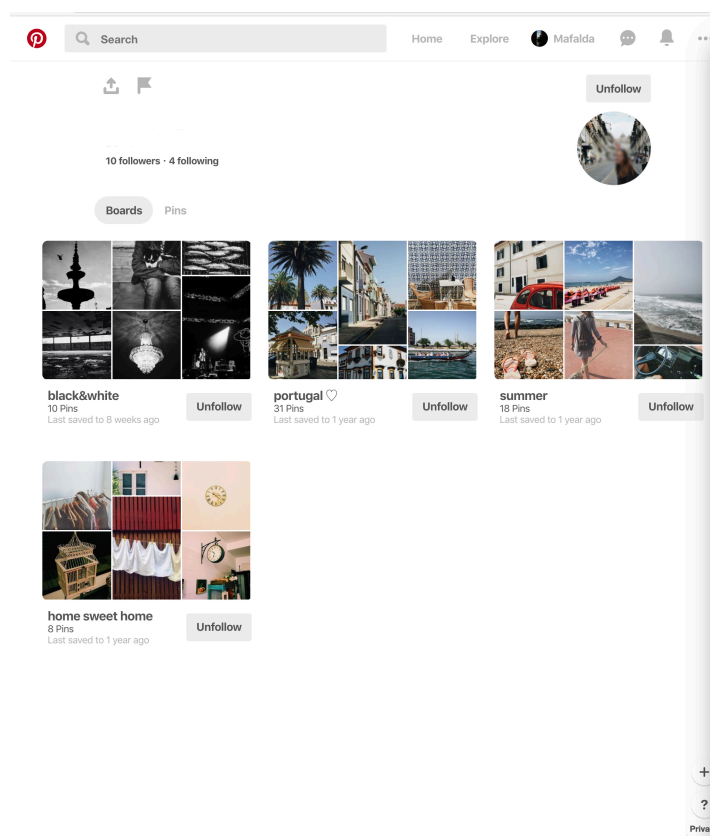 Search
Home Explore Mafalda
Unfollow
10 followers · 4 following
Boards Pins
black&white
10 Pins
Last saved to 8 weeks ago
Unfollow
portugal ♡
31 Pins
Last saved to 1 year ago
Unfollow
summer
18 Pins
Last saved to 1 year ago
Unfollow
home sweet home
8 Pins
Last saved to 1 year ago
Unfollow
+
?
Priva